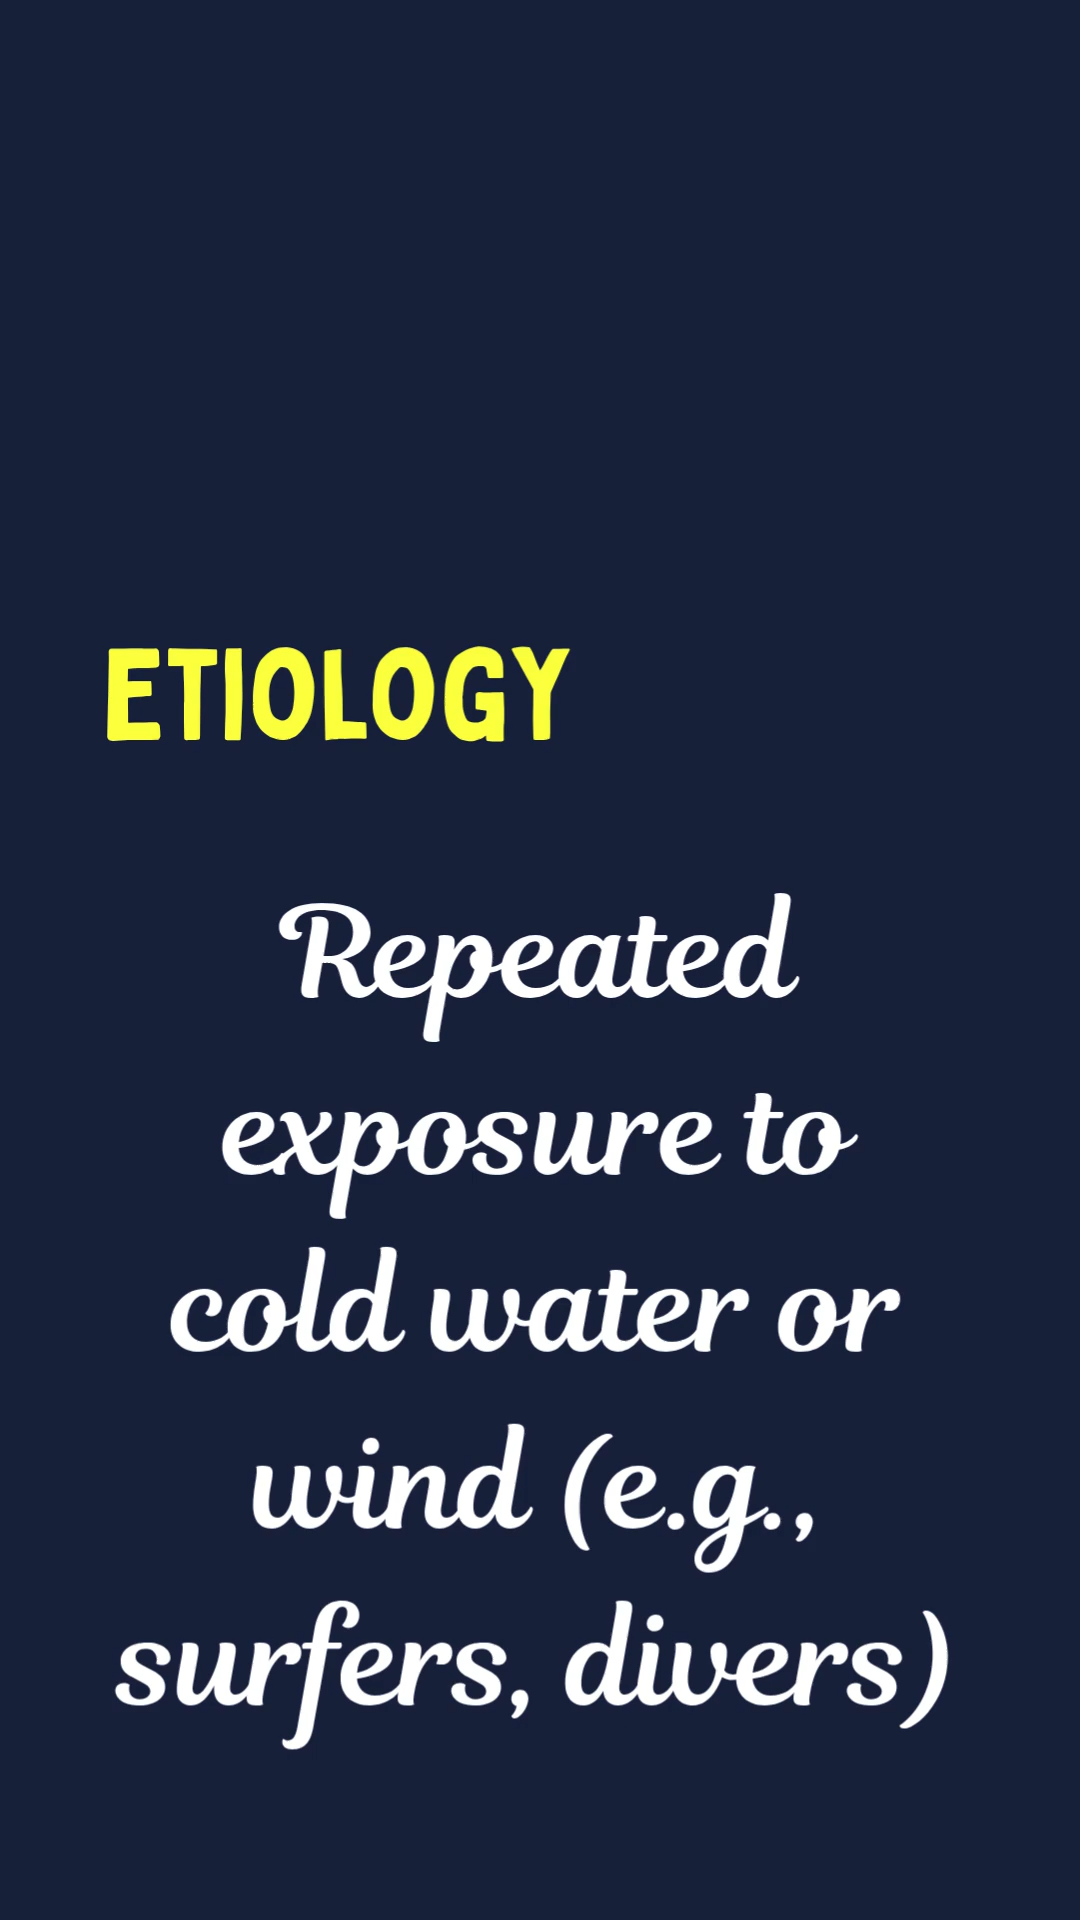 ETIOLOGY
Repeated
exposure to
cold water or
wind (e.g.,
surfers, divers)